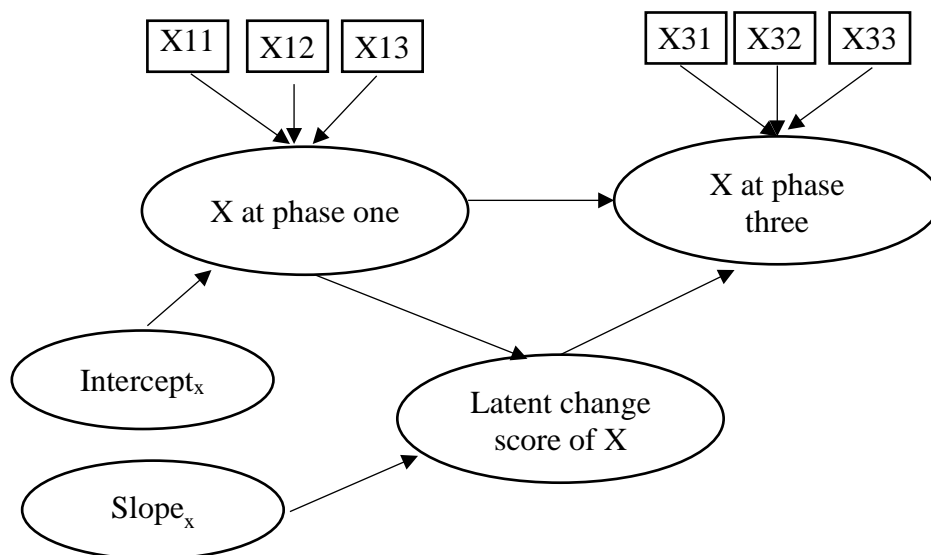 X11 X12 X13 X31 X32 X33
X at phase one
X at phase
three
Interceptₓ
Latent change
score of X
Slopeₓ